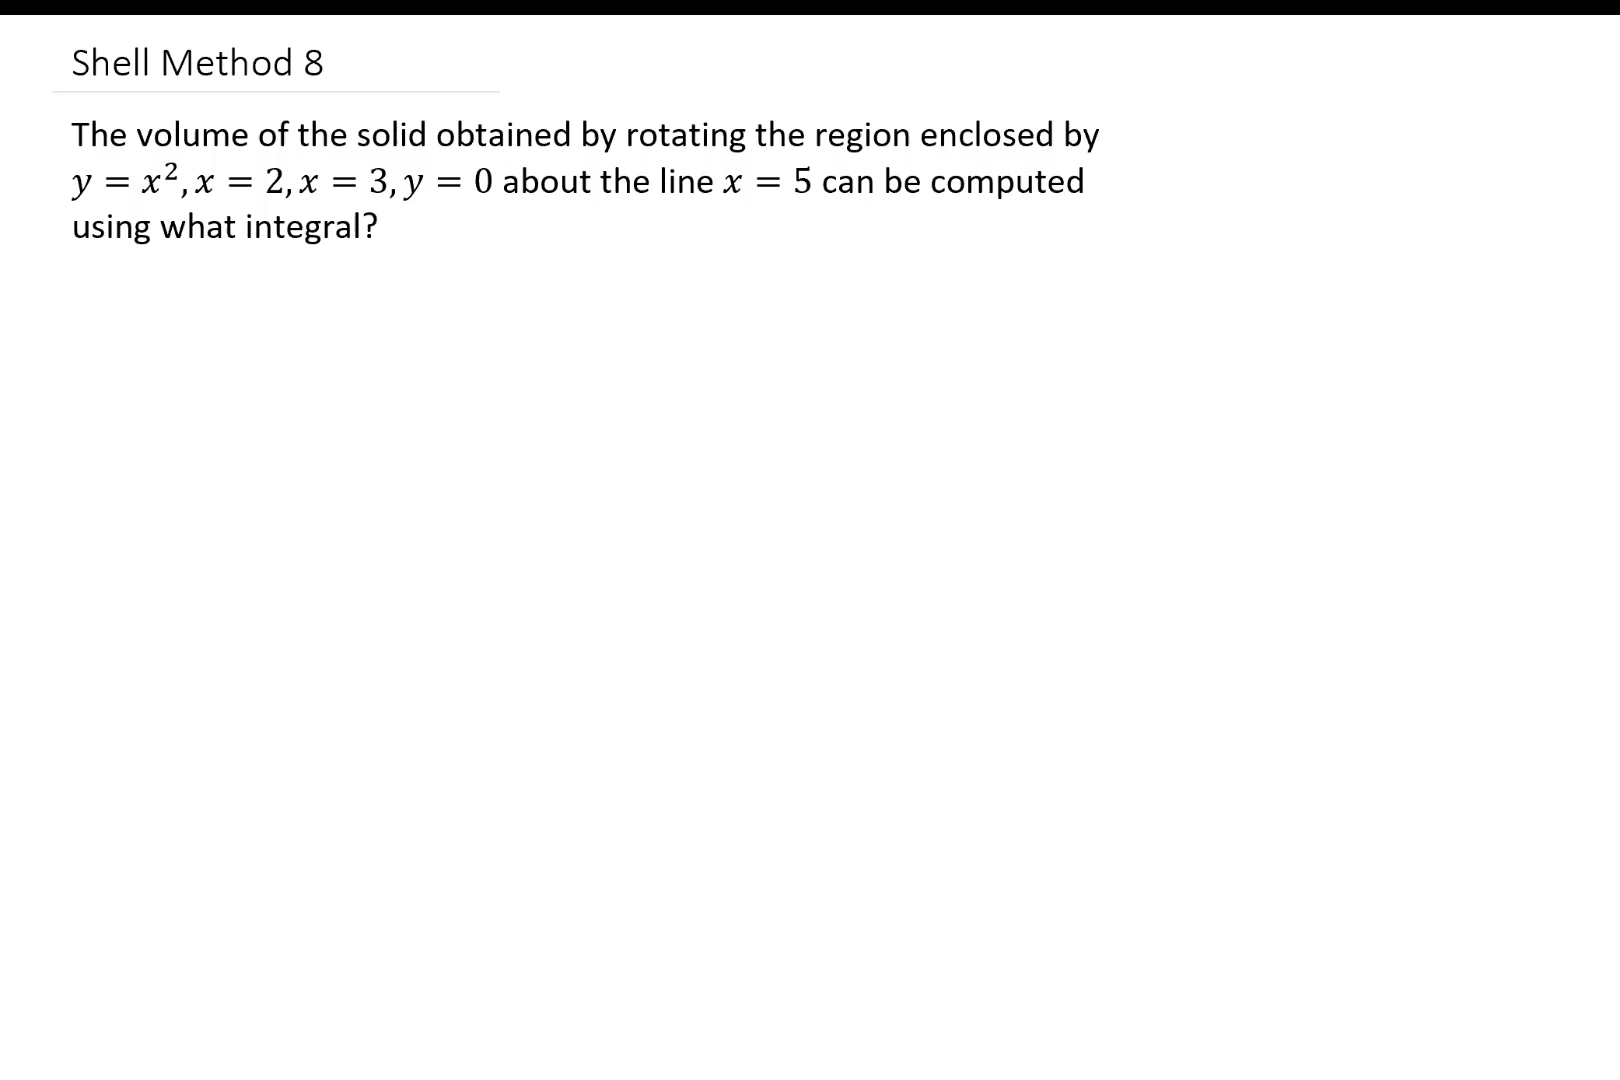 Shell Method 8
The volume of the solid obtained by rotating the region enclosed by
y = x², x = 2, x = 3, y = 0 about the line x = 5 can be computed
using what integral?